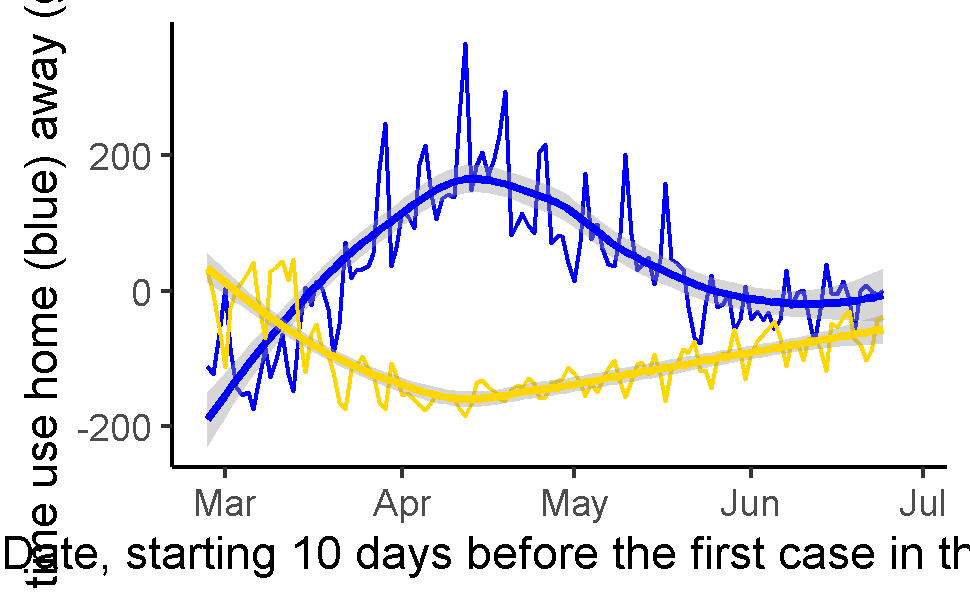 time use home (blue) away (
200
0
-200
Mar Apr May Jun Jul
Date, starting 10 days before the first case in th